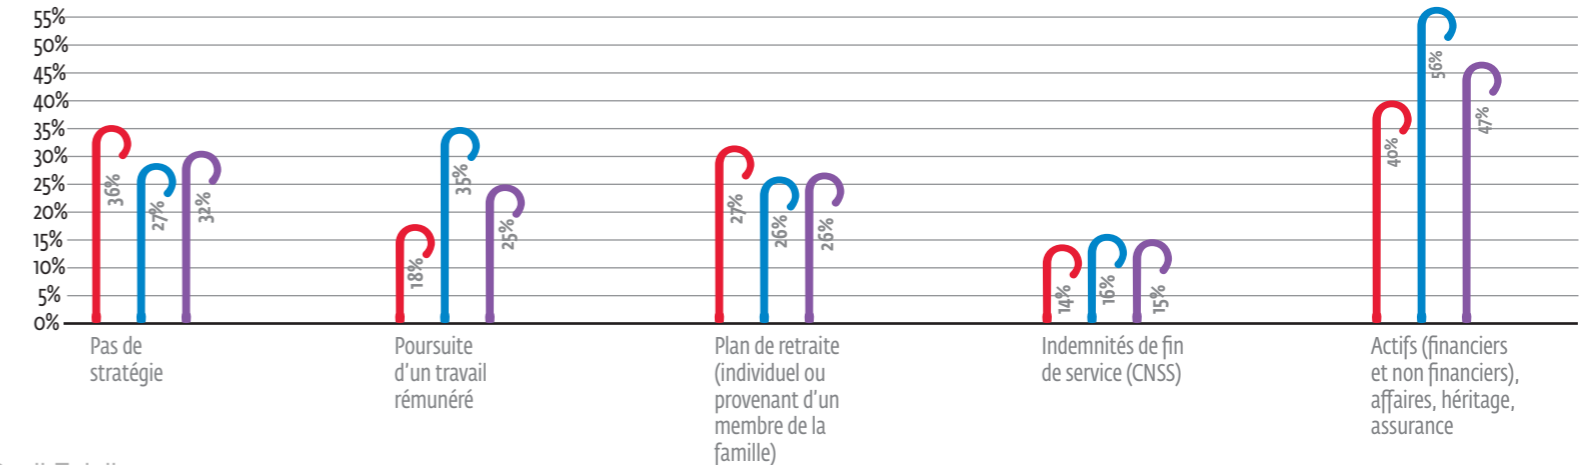 55%
50%
45%
40%
35%
30%
25%
20%
15%
10%
5%
0%
36%
27%
32%
18%
35%
25%
27%
26%
26%
14%
16%
15%
40%
56%
47%
Pas de
stratégie
Poursuite
d'un travail
rémunéré
Plan de retraite
(individuel ou
provenant d'un
membre de la
famille)
Indemnités de fin
de service (CNSS)
Actifs (financiers
et non financiers),
affaires, héritage,
assurance